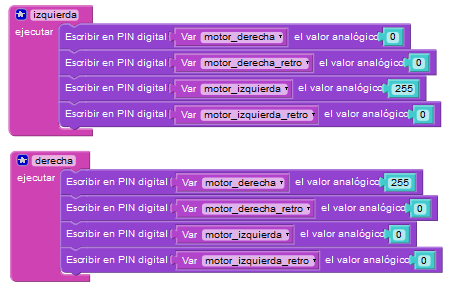 izquierda
ejecutar
Escribir en PIN digital Var motor_derecha el valor analógico 0
Escribir en PIN digital Var motor_derecha_retro el valor analógico 0
Escribir en PIN digital Var motor_izquierda el valor analógico 255
Escribir en PIN digital Var motor_izquierda_retro el valor analógico 0
derecha
ejecutar
Escribir en PIN digital Var motor_derecha el valor analógico 255
Escribir en PIN digital Var motor_derecha_retro el valor analógico 0
Escribir en PIN digital Var motor_izquierda el valor analógico 0
Escribir en PIN digital Var motor_izquierda_retro el valor analógico 0